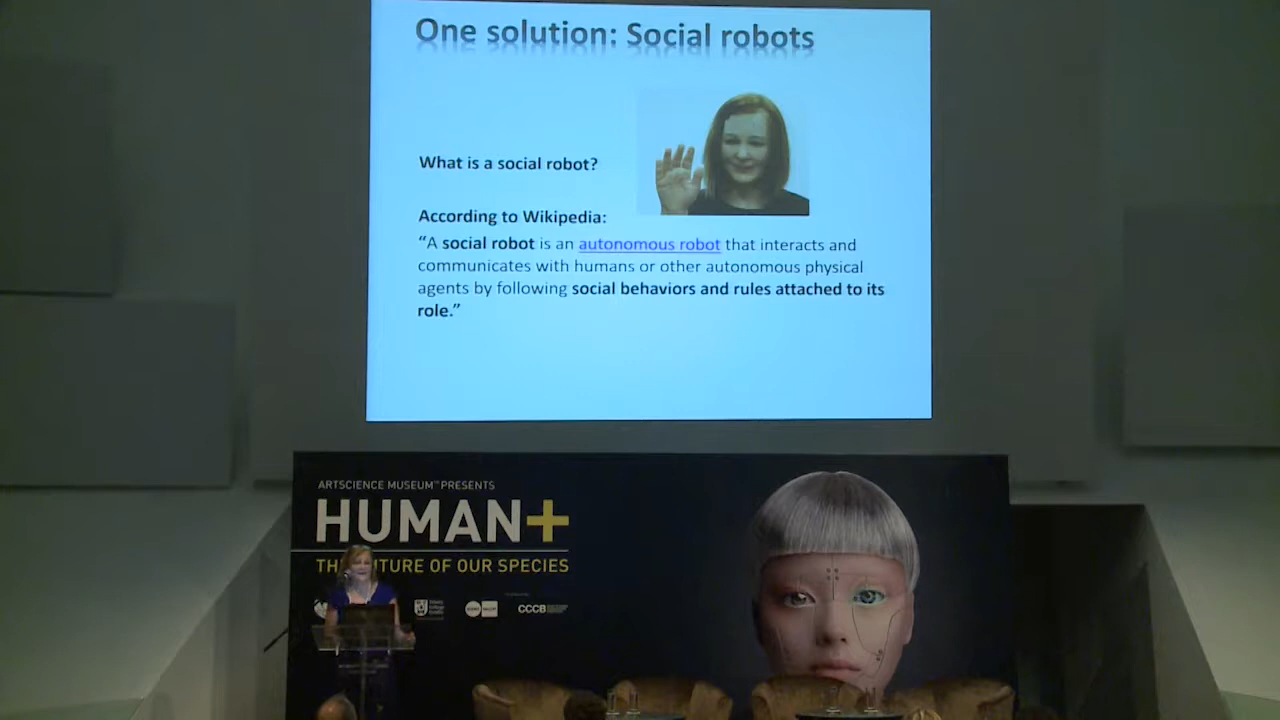 One solution: Social robots
What is a social robot?
According to Wikipedia:
“A social robot is an autonomous robot that interacts and
communicates with humans or other autonomous physical
agents by following social behaviors and rules attached to its
role.”
ARTSCIENCE MUSEUM™ PRESENTS
HUMAN+
TH UTURE OF OUR SPECIES
CCCB